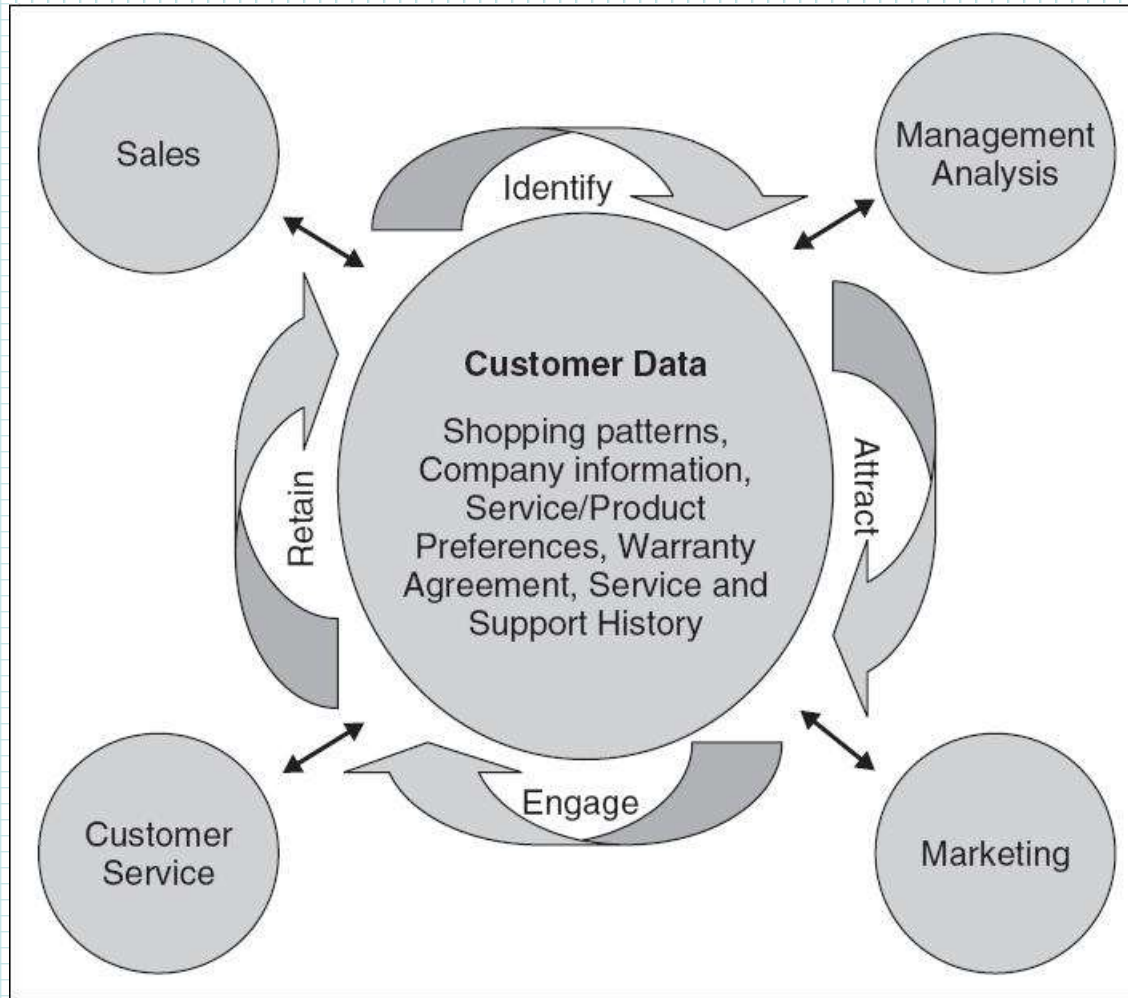 Sales
Management
Analysis
Identify
Customer Data
Shopping patterns,
Company information,
Service/Product
Preferences, Warranty
Agreement, Service and
Support History
Attract
Retain
Engage
Customer
Service
Marketing